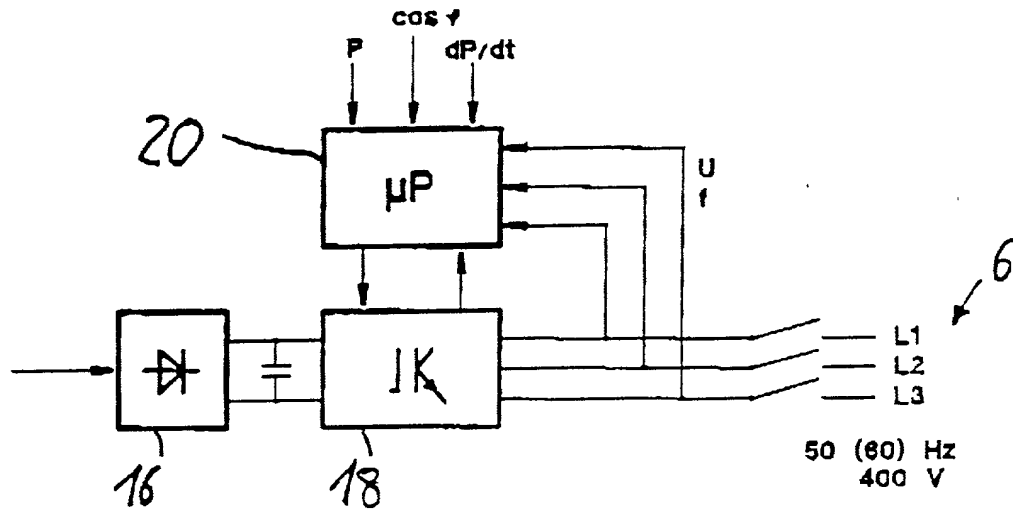 cos φ
P
dP/dt
20
μP
U
f
6
L1
L2
L3
16
18
50 (60) Hz
400 V